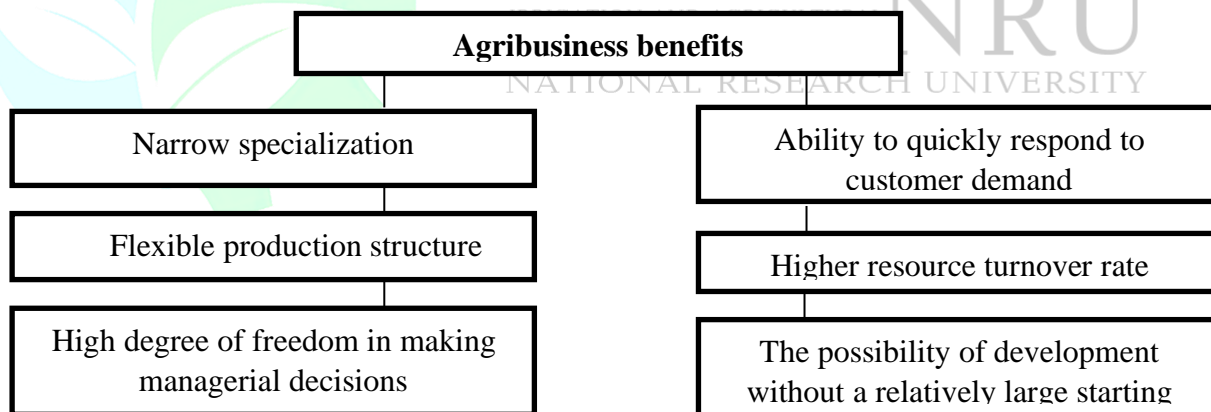 NRU
NATIONAL RESEARCH UNIVERSITY
Agribusiness benefits
Narrow specialization
Flexible production structure
High degree of freedom in making
managerial decisions
Ability to quickly respond to
customer demand
Higher resource turnover rate
The possibility of development
without a relatively large starting